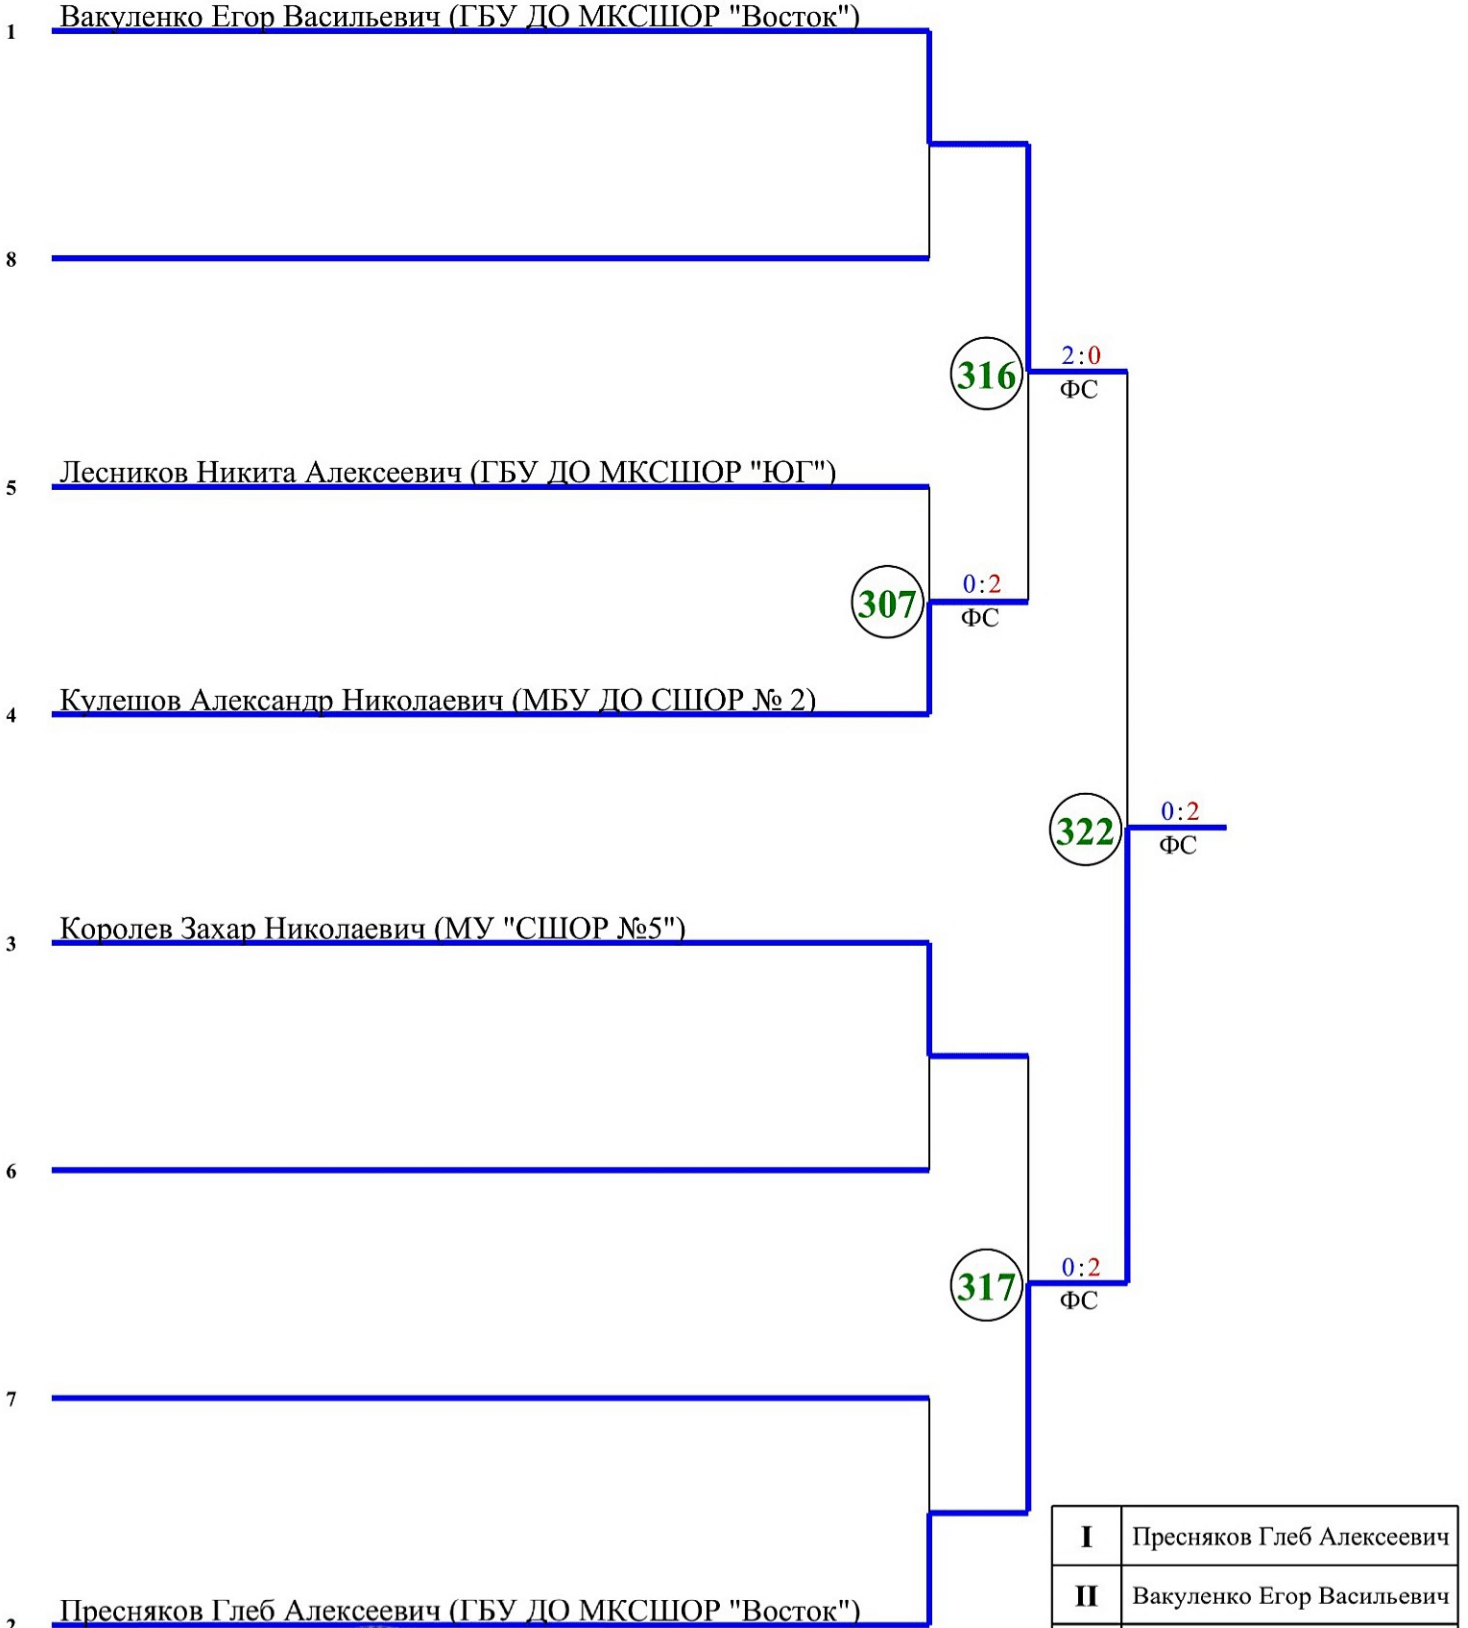 Вакуленко Егор Васильевич (ГБУ ДО МКСШОР "Восток")
1
8
316
2:0
ФС
Лесников Никита Алексеевич (ГБУ ДО МКСШОР "ЮГ")
5
307
0:2
ФС
Кулешов Александр Николаевич (МБУ ДО СШОР № 2)
4
322
0:2
ФС
Королев Захар Николаевич (МУ "СШОР №5")
3
6
317
0:2
ФС
7
I Пресняков Глеб Алексеевич
II Вакуленко Егор Васильевич
Пресняков Глеб Алексеевич (ГБУ ДО МКСШОР "Восток")
2